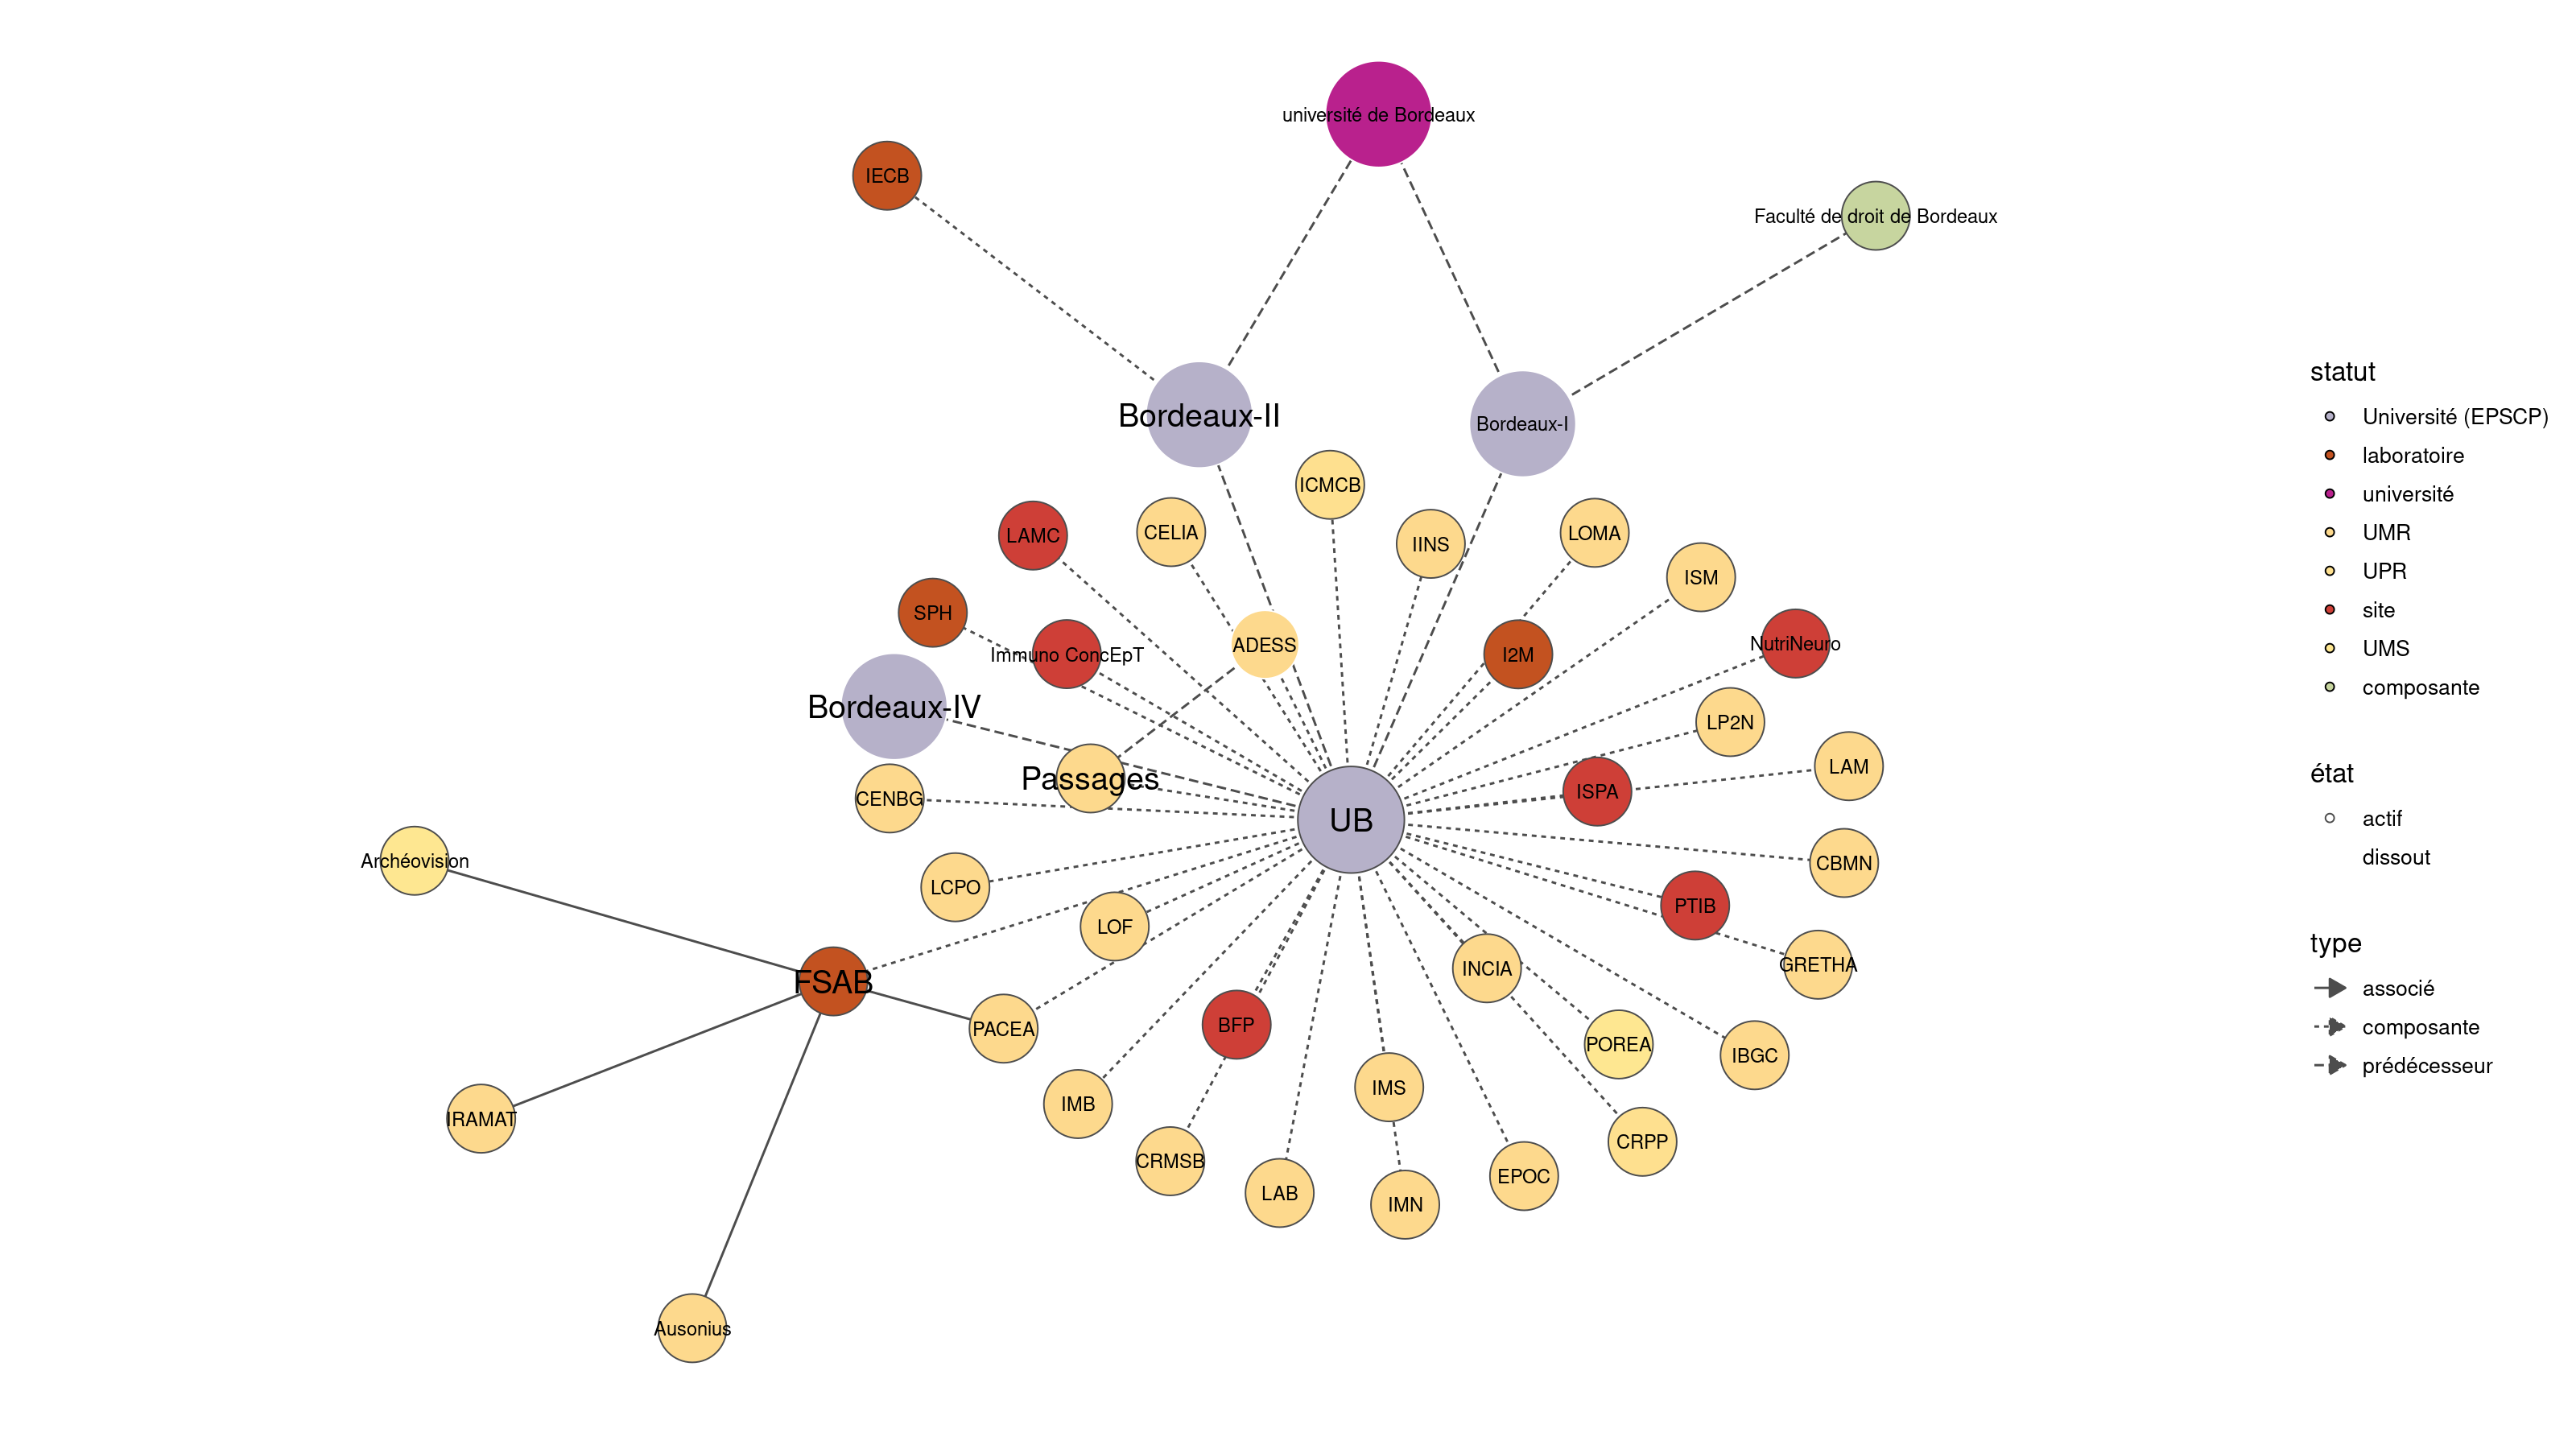 université de Bordeaux
IECB
Faculté de droit de Bordeaux
Bordeaux-II
Bordeaux-I
ICMCB
LAMC
CELIA
IINS
LOMA
ISM
SPH
Immuno ConcEpT
ADESS
I2M
NutriNeuro
Bordeaux-IV
LP2N
Passages
CENBG
ISPA
LAM
UB
Archéovision
CBMN
LCPO
LOF
PTIB
INCIA
GRETHA
FSAB
PACEA
BFP
POREA
IBGC
IMS
IMB
IRAMAT
CRMSB
CRPP
LAB
IMN
EPOC
Ausonius
statut
Université (EPSCP)
laboratoire
université
UMR
UPR
site
UMS
composante
état
actif
dissout
type
associé
composante
prédécesseur